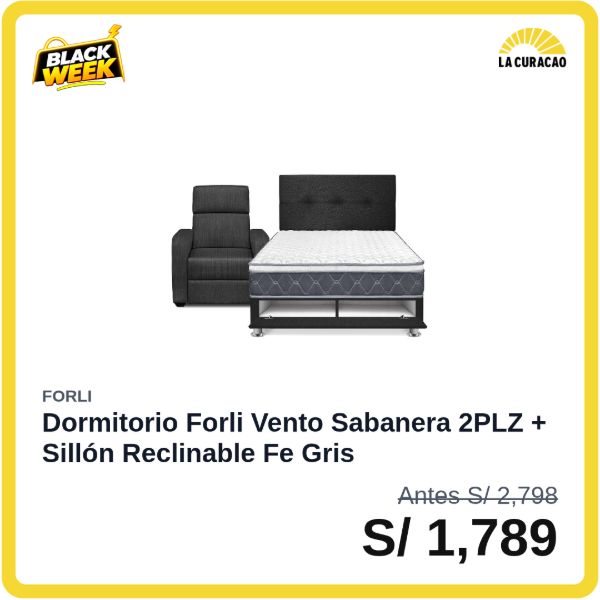 BLACK
WEEK
LA CURACAO
FORLI
Dormitorio Forli Vento Sabanera 2PLZ +
Sillón Reclinable Fe Gris
Antes S/ 2,798
S/ 1,789